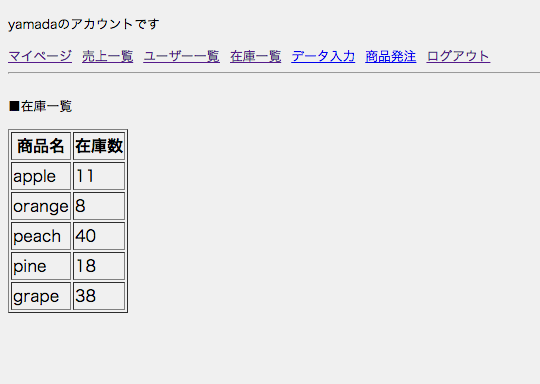 yamadaのアカウントです
マイページ 売上一覧 ユーザー一覧 在庫一覧 データ入力 商品発注 ログアウト
■在庫一覧
商品名 在庫数
apple 11
orange 8
peach 40
pine 18
grape 38